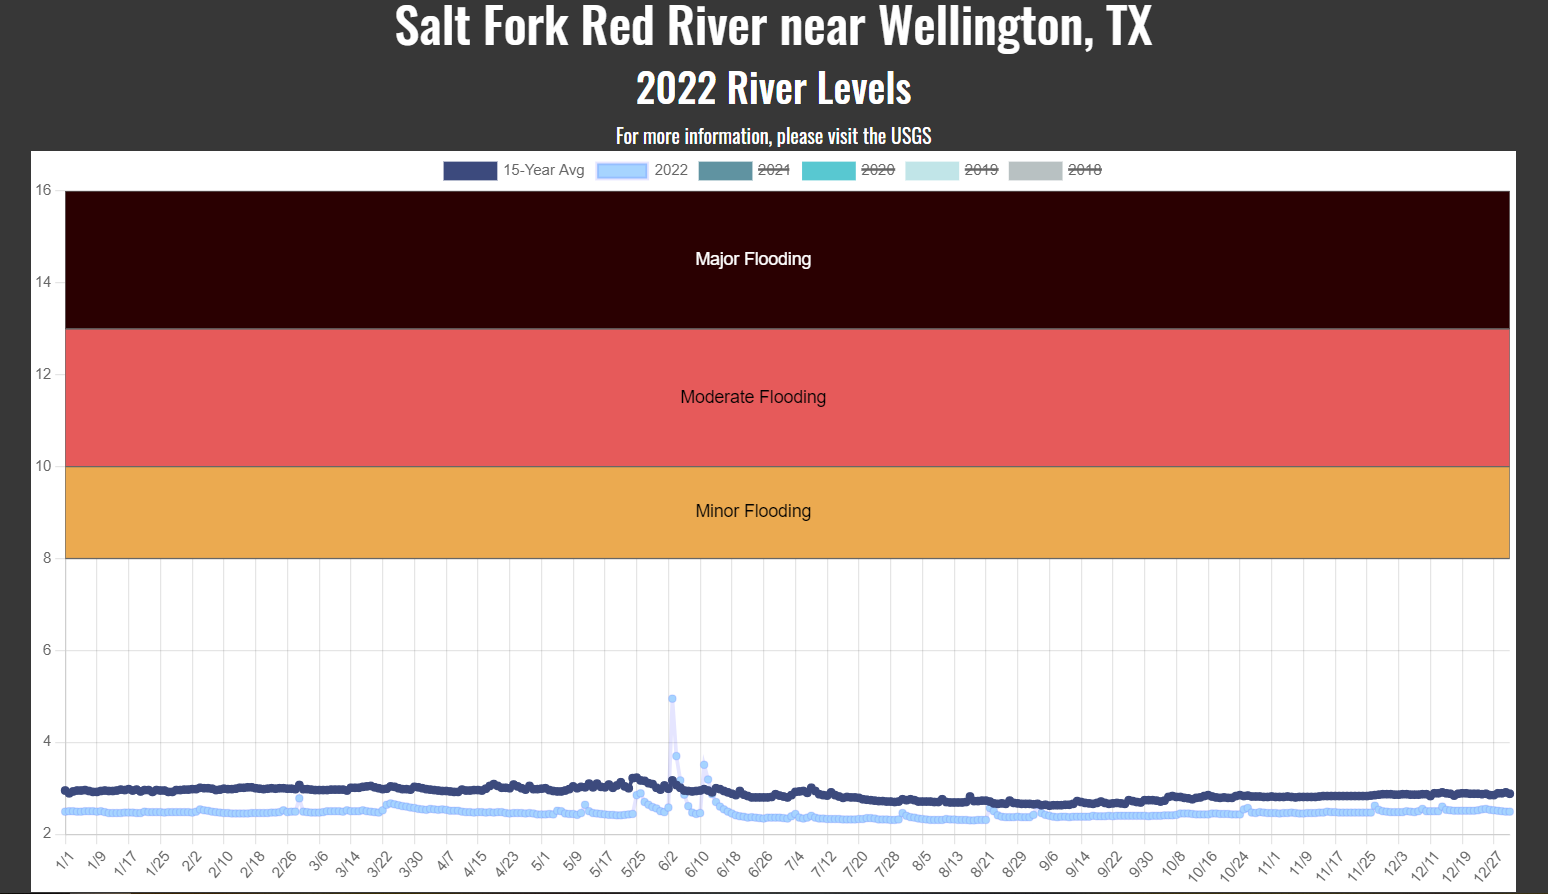 Salt Fork Red River near Wellington, TX
2022 River Levels
For more information, please visit the USGS
15-Year Avg 2022 2021 2020 2019 2018
16
Major Flooding
14
12
Moderate Flooding
10
Minor Flooding
8
6
4
2
1/1 1/9 1/17 1/25 2/2 2/10 2/18 2/26 3/6 3/14 3/22 3/30 4/7 4/15 4/23 5/1 5/9 5/17 5/25 6/2 6/10 6/18 6/26 7/4 7/12 7/20 7/28 8/5 8/13 8/21 8/29 9/6 9/14 9/22 9/30 10/8 10/16 10/24 11/1 11/9 11/17 11/25 12/3 12/11 12/19 12/27